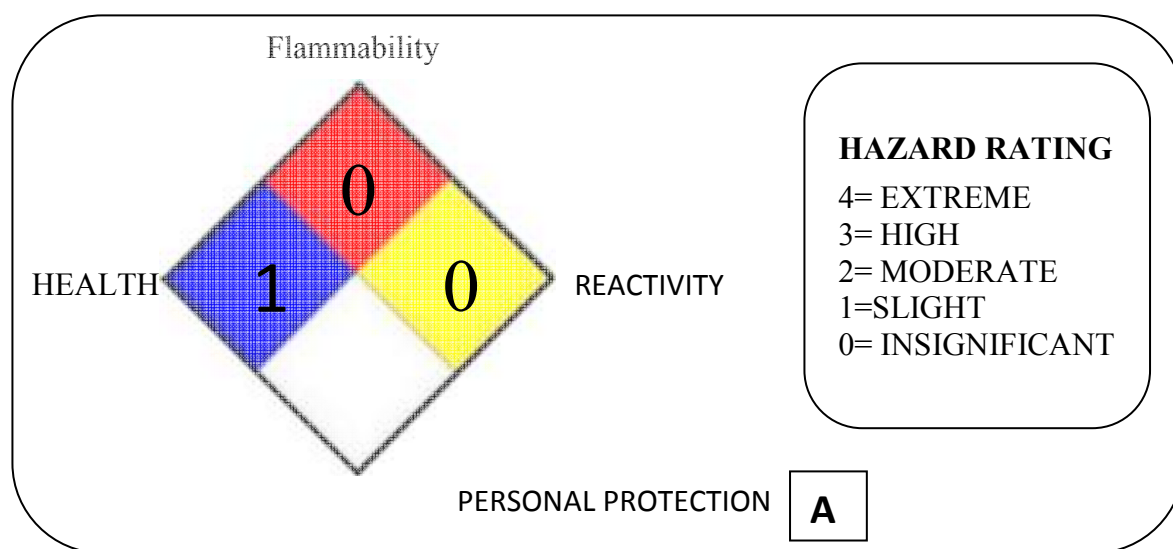 Flammability
0
HEALTH 1 0 REACTIVITY
HAZARD RATING
4= EXTREME
3= HIGH
2= MODERATE
1=SLIGHT
0= INSIGNIFICANT
PERSONAL PROTECTION A